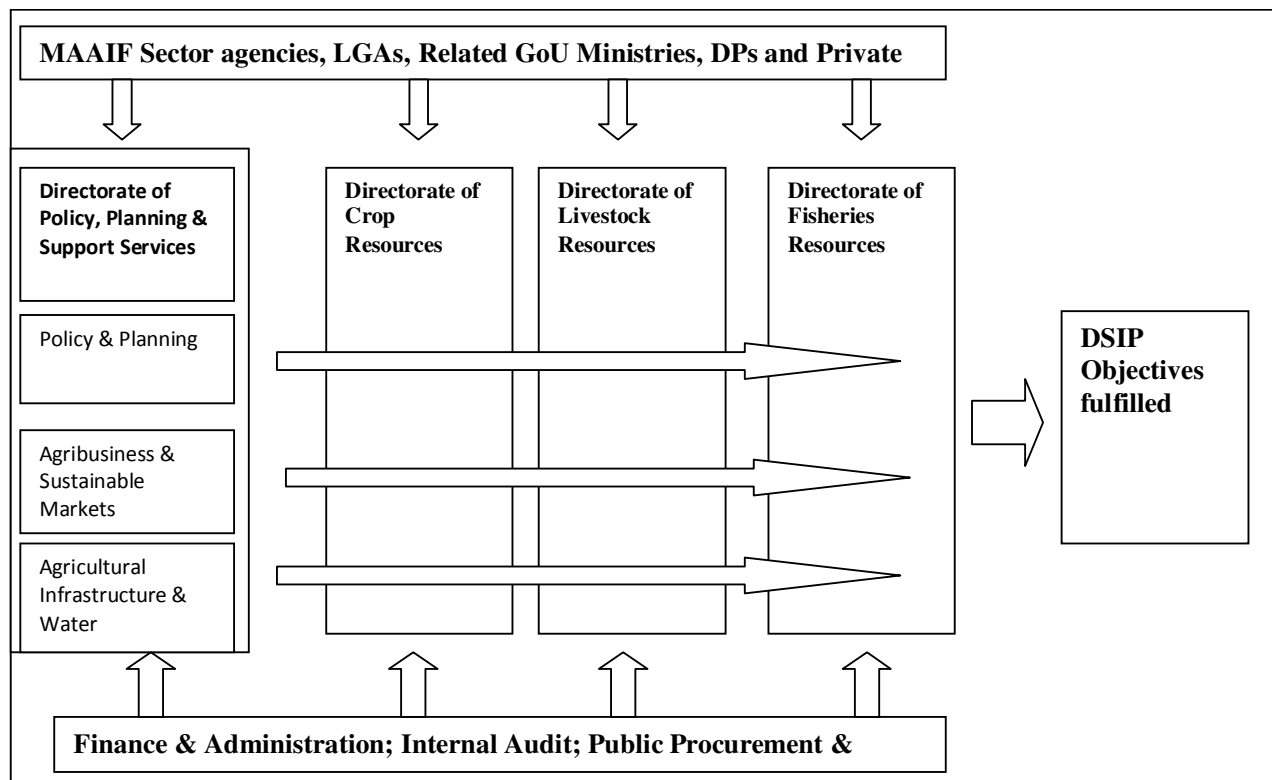 MAAIF Sector agencies, LGAs, Related GoU Ministries, DPs and Private
Directorate of
Policy, Planning &
Support Services
Directorate of
Crop
Resources
Directorate of
Livestock
Resources
Directorate of
Fisheries
Resources
Policy & Planning
Agribusiness &
Sustainable
Markets
Agricultural
Infrastructure &
Water
DSIP
Objectives
fulfilled
Finance & Administration; Internal Audit; Public Procurement &